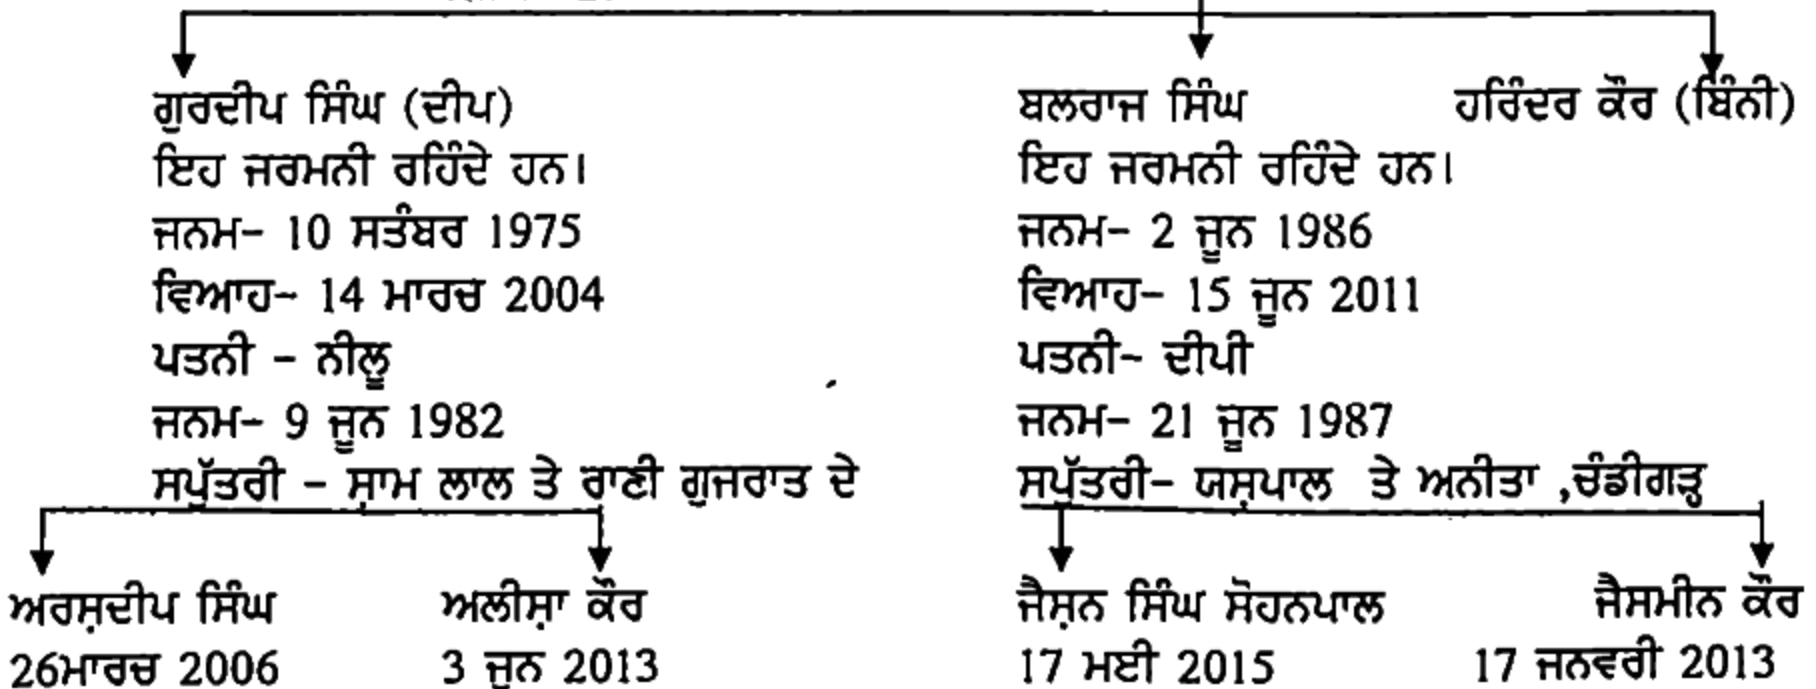 ਗੁਰਦੀਪ ਸਿੰਘ (ਦੀਪ)
ਇਹ ਜਰਮਨੀ ਰਹਿੰਦੇ ਹਨ।
ਜਨਮ- 10 ਸਤੰਬਰ 1975
ਵਿਆਹ- 14 ਮਾਰਚ 2004
ਪਤਨੀ - ਨੀਲੂ
ਜਨਮ- 9 ਜੂਨ 1982
ਸਪੁੱਤਰੀ - ਸ਼ਾਮ ਲਾਲ ਤੇ ਰਾਣੀ ਗੁਜਰਾਤ ਦੇ
ਬਲਰਾਜ ਸਿੰਘ
ਇਹ ਜਰਮਨੀ ਰਹਿੰਦੇ ਹਨ।
ਜਨਮ- 2 ਜੂਨ 1986
ਵਿਆਹ- 15 ਜੂਨ 2011
ਪਤਨੀ- ਦੀਪੀ
ਜਨਮ- 21 ਜੂਨ 1987
ਸਪੁੱਤਰੀ- ਯਸ਼ਪਾਲ ਤੇ ਅਨੀਤਾ ,ਚੰਡੀਗੜ੍ਹ
ਹਰਿੰਦਰ ਕੌਰ (ਬਿੰਨੀ)
ਅਰਸ਼ਦੀਪ ਸਿੰਘ
26ਮਾਰਚ 2006
ਅਲੀਸ਼ਾ ਕੌਰ
3 ਜੂਨ 2013
ਜੈਸ਼ਨ ਸਿੰਘ ਸੋਹਨਪਾਲ
17 ਮਈ 2015
ਜੈਸਮੀਨ ਕੌਰ
17 ਜਨਵਰੀ 2013